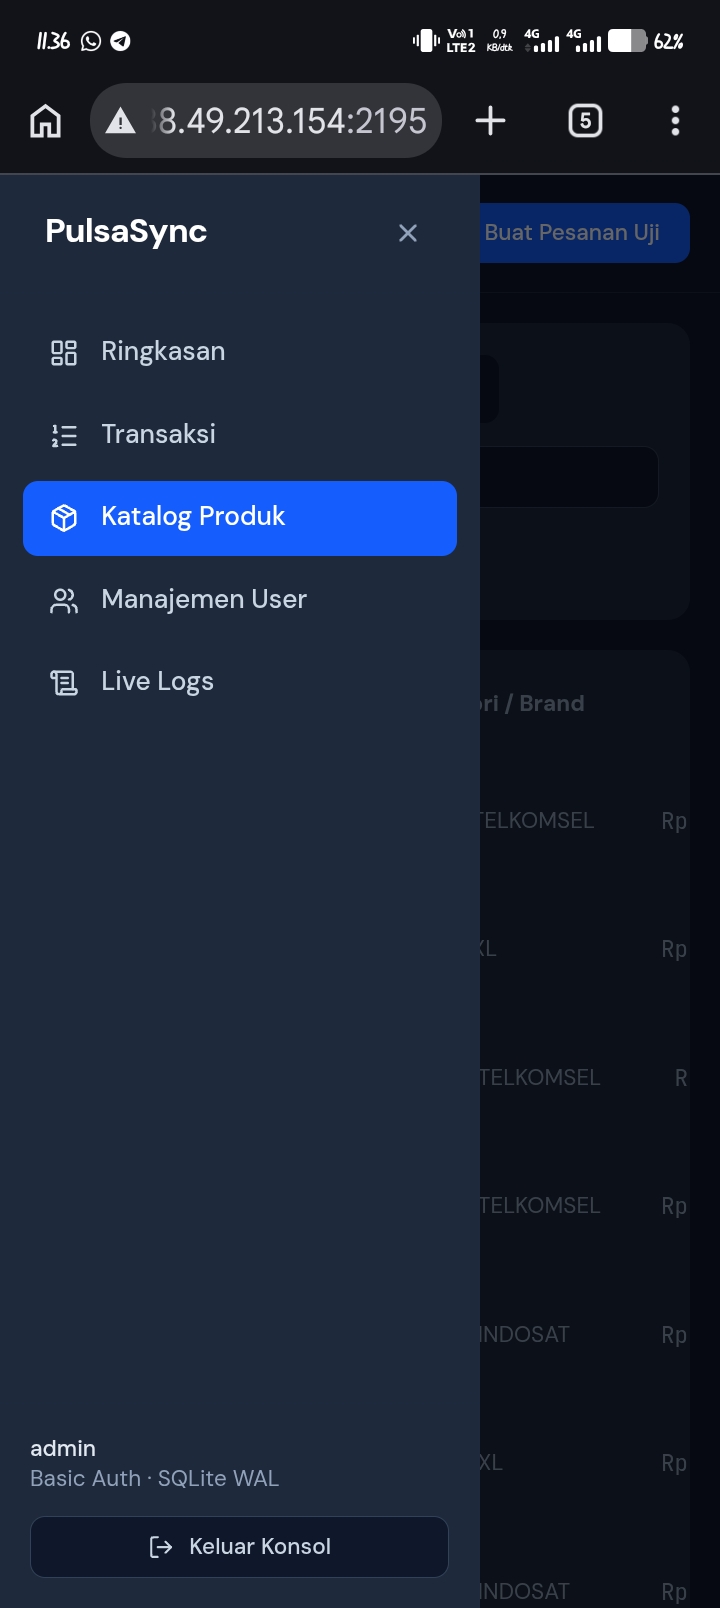 11.36
Vo)) 1
LTE2
0,9
KB/dtk
4G
4G
62%
8.49.213.154:2195
5
PulsaSync
Buat Pesanan Uji
Ringkasan
Transaksi
Katalog Produk
Manajemen User
Live Logs
ori / Brand
TELKOMSEL
Rp
XL
Rp
TELKOMSEL
R
TELKOMSEL
Rp
INDOSAT
Rp
XL
Rp
INDOSAT
Rp
admin
Basic Auth · SQLite WAL
Keluar Konsol